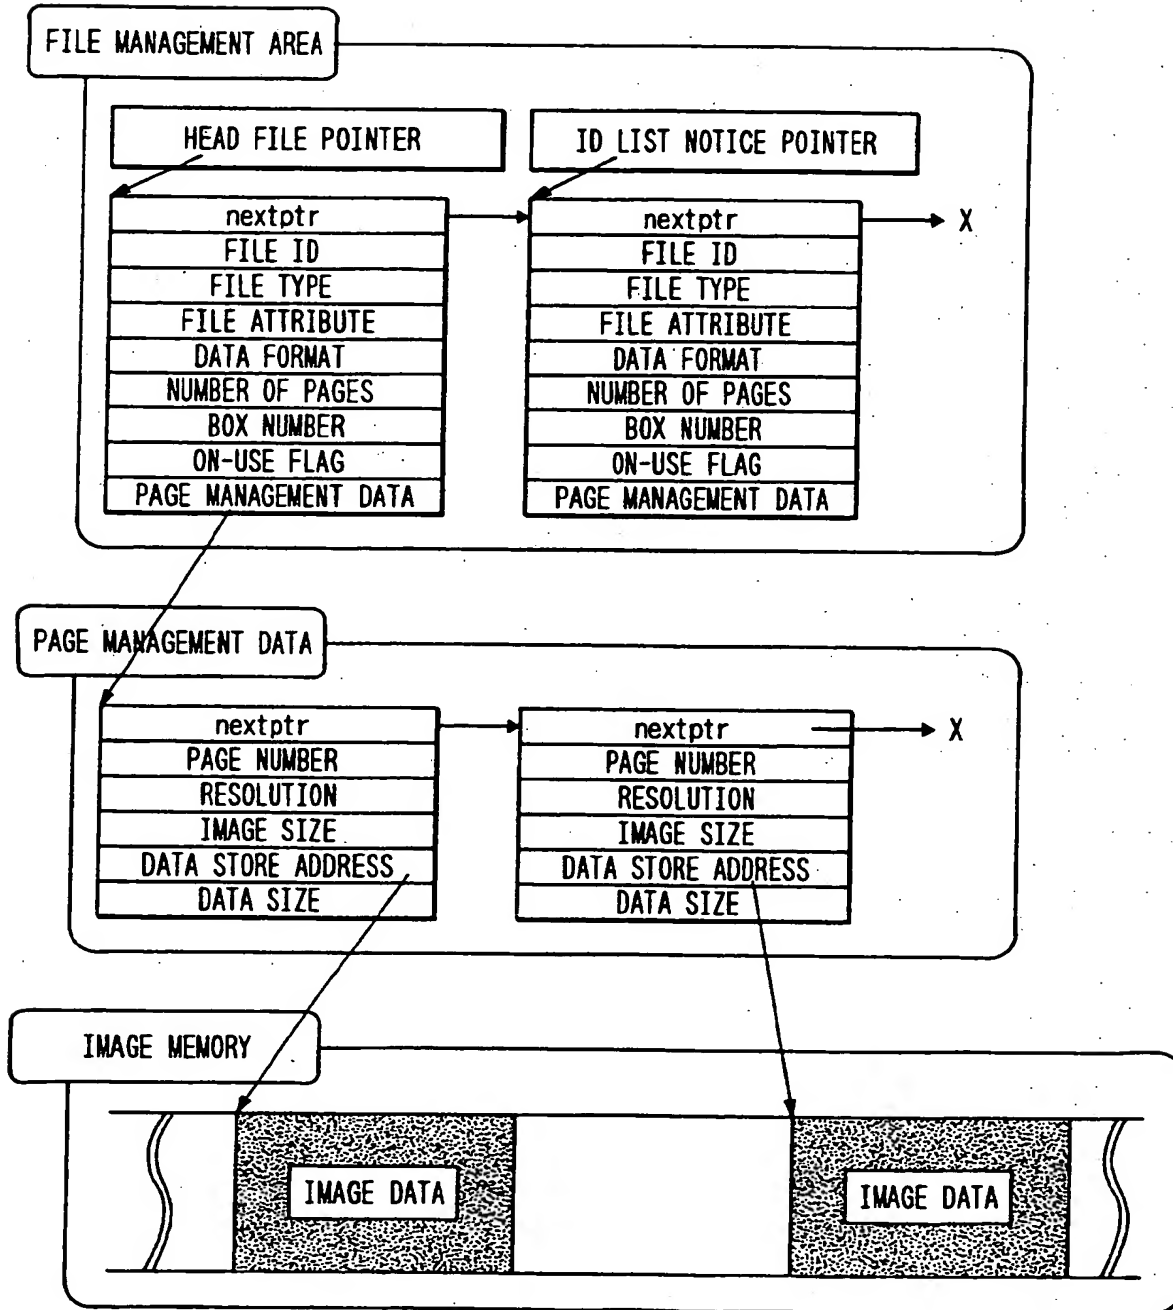 FILE MANAGEMENT AREA
HEAD FILE POINTER
ID LIST NOTICE POINTER
nextptr
FILE ID
FILE TYPE
FILE ATTRIBUTE
DATA FORMAT
NUMBER OF PAGES
BOX NUMBER
ON-USE FLAG
PAGE MANAGEMENT DATA
nextptr
FILE ID
FILE TYPE
FILE ATTRIBUTE
DATA FORMAT
NUMBER OF PAGES
BOX NUMBER
ON-USE FLAG
PAGE MANAGEMENT DATA
X
PAGE MANAGEMENT DATA
nextptr
PAGE NUMBER
RESOLUTION
IMAGE SIZE
DATA STORE ADDRESS
DATA SIZE
nextptr
PAGE NUMBER
RESOLUTION
IMAGE SIZE
DATA STORE ADDRESS
DATA SIZE
X
IMAGE MEMORY
IMAGE DATA
IMAGE DATA